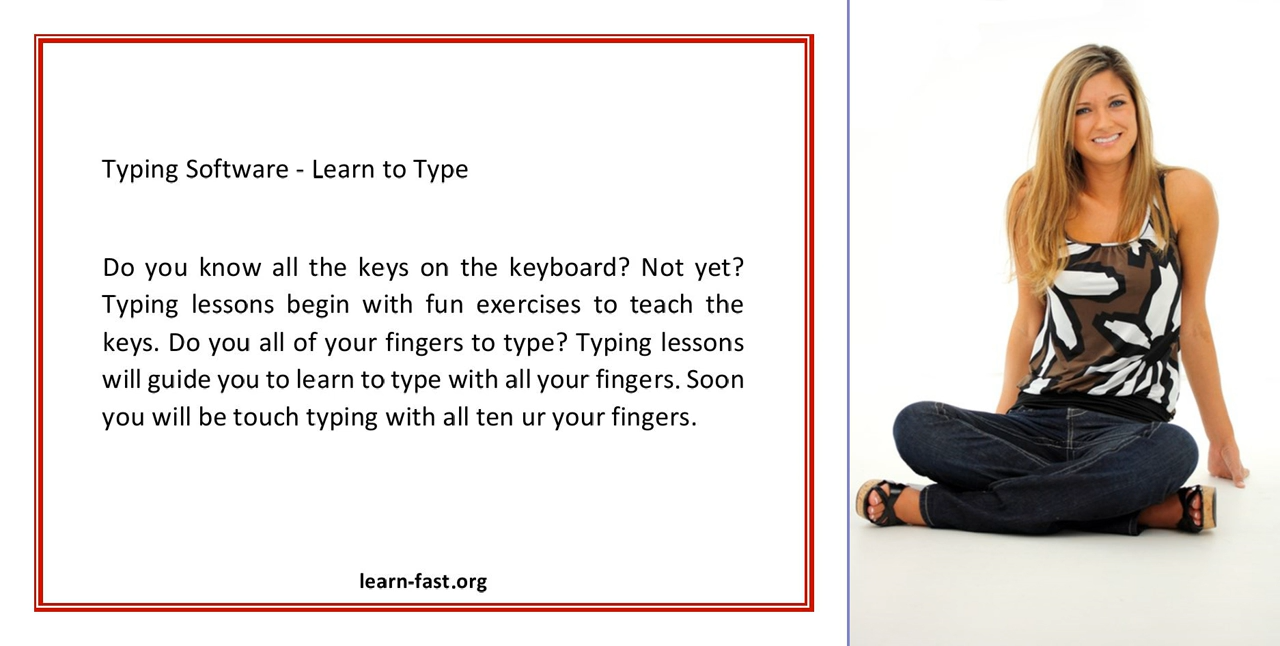 Typing Software - Learn to Type
Do you know all the keys on the keyboard? Not yet?
Typing lessons begin with fun exercises to teach the
keys. Do you all of your fingers to type? Typing lessons
will guide you to learn to type with all your fingers. Soon
you will be touch typing with all ten ur your fingers.
learn-fast.org